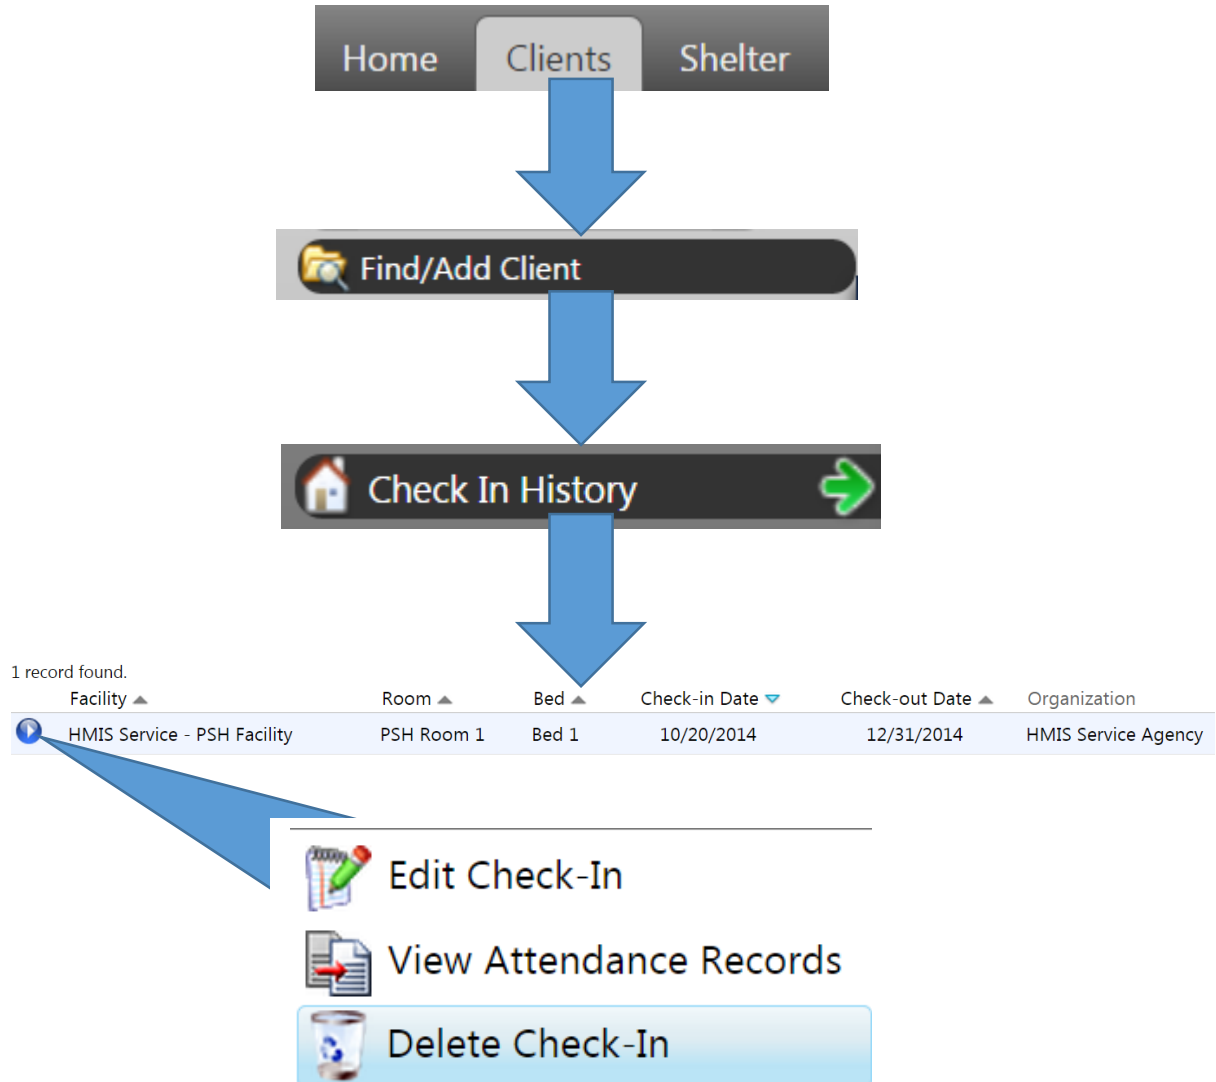 Home Clients Shelter
Find/Add Client
Check In History
1 record found.
Facility Room Bed Check-in Date Check-out Date Organization
HMIS Service - PSH Facility PSH Room 1 Bed 1 10/20/2014 12/31/2014 HMIS Service Agency
Edit Check-In
View Attendance Records
Delete Check-In